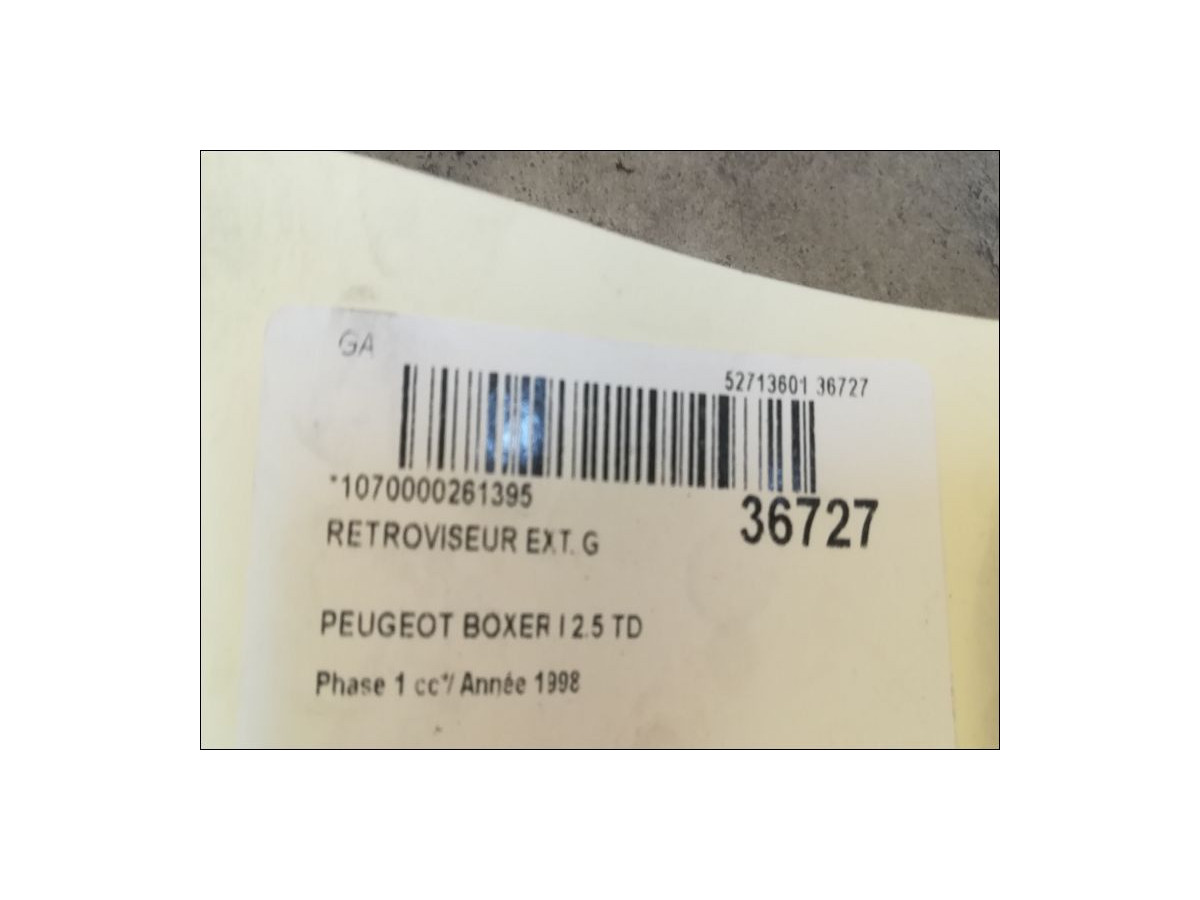 GA
52713601 36727
*1070000261395
36727
RETROVISEUR EXT. G
PEUGEOT BOXER I 2.5 TD
Phase 1 cc*/ Année 1998